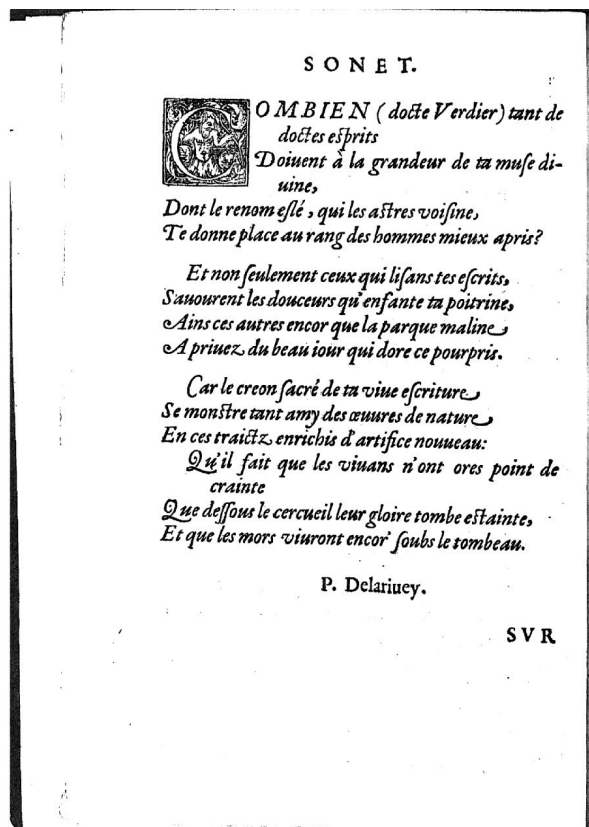 SONET.
COMBIEN (docte Verdier) tant de
doctes eſprits
Doiuent à la grandeur de ta muſe di-
uine,
Dont le renom eſlé, qui les aſtres voiſine,
Te donne place au rang des hommes mieux apris?
Et non ſeulement ceux qui liſans tes eſcrits,
Sauourent les douceurs qu'enfante ta poitrine,
Ains ces autres encor que la parque maline
A priuez du beau iour qui dore ce pourpris.
Car le creon ſacré de ta viue eſcriture
Se monſtre tant amy des œuures de nature
En ces traictz enrichis d'artifice nouueau:
Qu'il fait que les viuans n'ont ores point de
crainte
Que deſſous le cercueil leur gloire tombe eſtainte,
Et que les mors viuront encor' ſoubs le tombeau.
P. Delariuey.
SVR